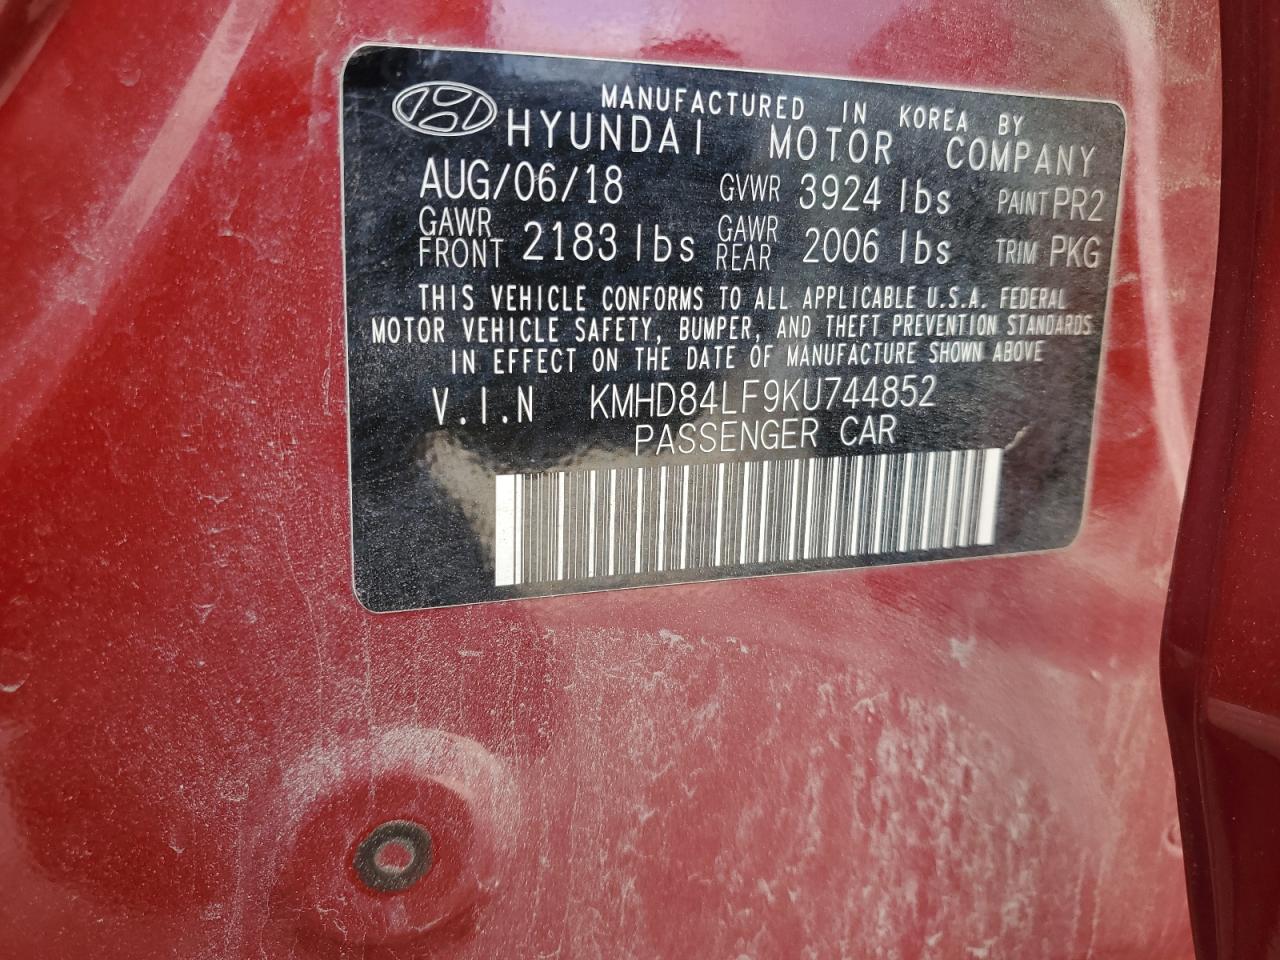 MANUFACTURED IN KOREA BY
HYUNDAI MOTOR COMPANY
AUG/06/18 GVWR 3924 lbs PAINT PR2
GAWR FRONT 2183 lbs GAWR REAR 2006 lbs TRIM PKG
THIS VEHICLE CONFORMS TO ALL APPLICABLE U.S.A. FEDERAL
MOTOR VEHICLE SAFETY, BUMPER, AND THEFT PREVENTION STANDARDS
IN EFFECT ON THE DATE OF MANUFACTURE SHOWN ABOVE
V.I.N KMHD84LF9KU744852
PASSENGER CAR